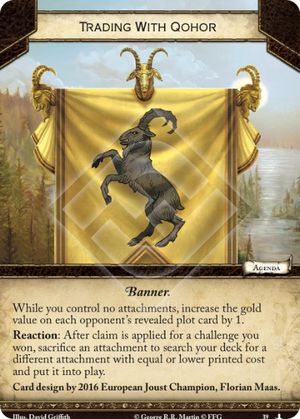 Trading With Qohor
Agenda
Banner.
While you control no attachments, increase the gold
value on each opponent's revealed plot card by 1.
Reaction: After claim is applied for a challenge you
won, sacrifice an attachment to search your deck for a
different attachment with equal or lower printed cost
and put it into play.
Card design by 2016 European Joust Champion, Florian Maas.
Illus. David Griffith
© George R.R. Martin © FFG